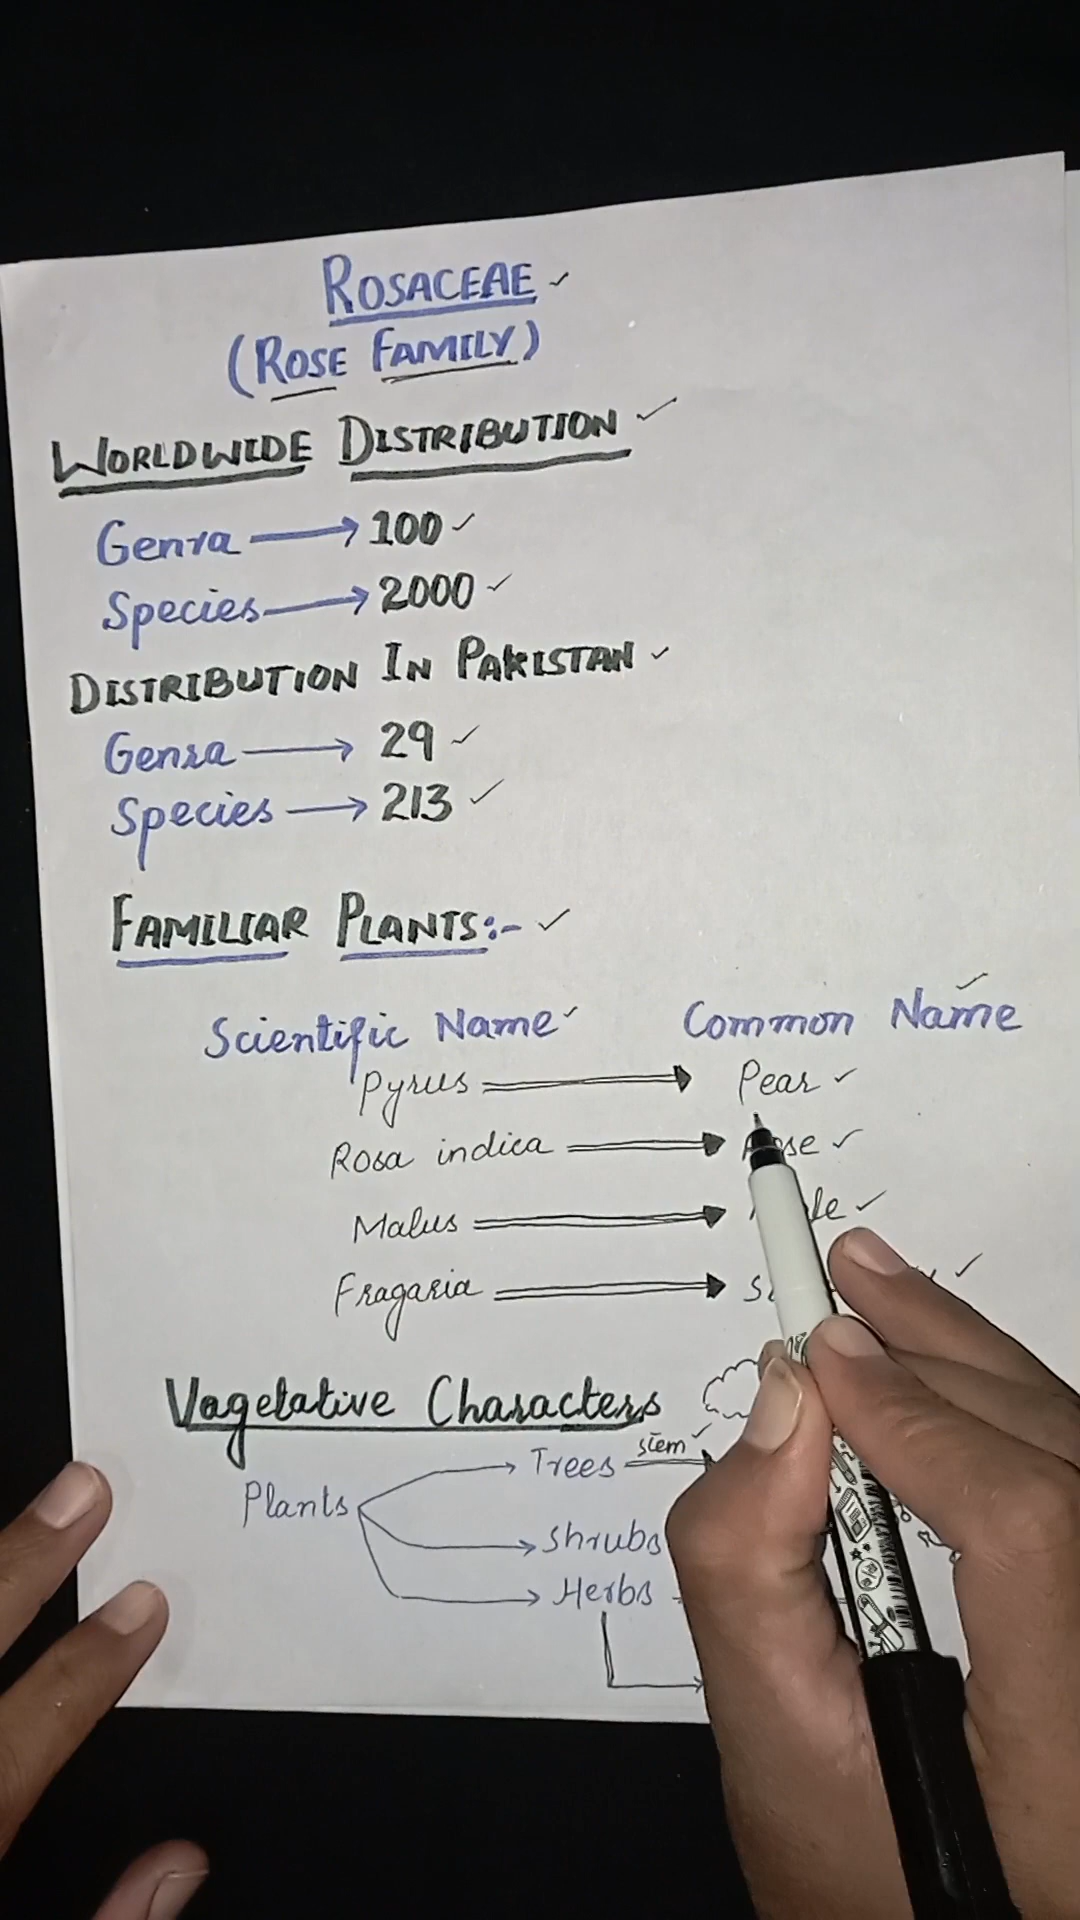 ROSACEAE
(ROSE FAMILY)
WORLDWIDE DISTRIBUTION
Genra → 100
Species → 2000
DISTRIBUTION IN PAKISTAN
Genra → 29
Species → 213
FAMILIAR PLANTS:-
Scientific Name Common Name
Pyrus → Pear
Rosa indica →
Malus →
Fragaria →
Vagetative Characters
Plants → Trees stem →
→ Shrubs
→ Herbs